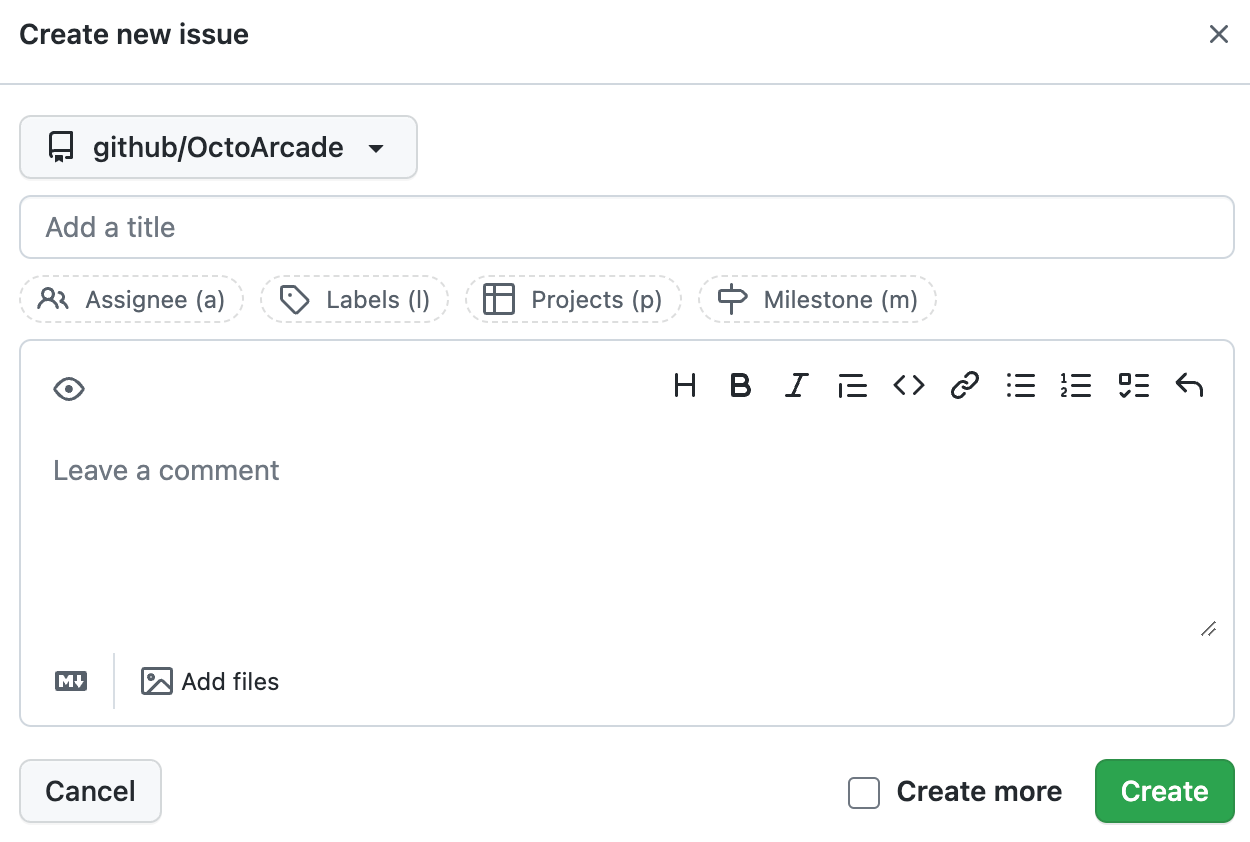 Create new issue
github/OctoArcade
Add a title
Assignee (a) Labels (l) Projects (p) Milestone (m)
H B I
Leave a comment
M↓ Add files
Cancel Create more Create